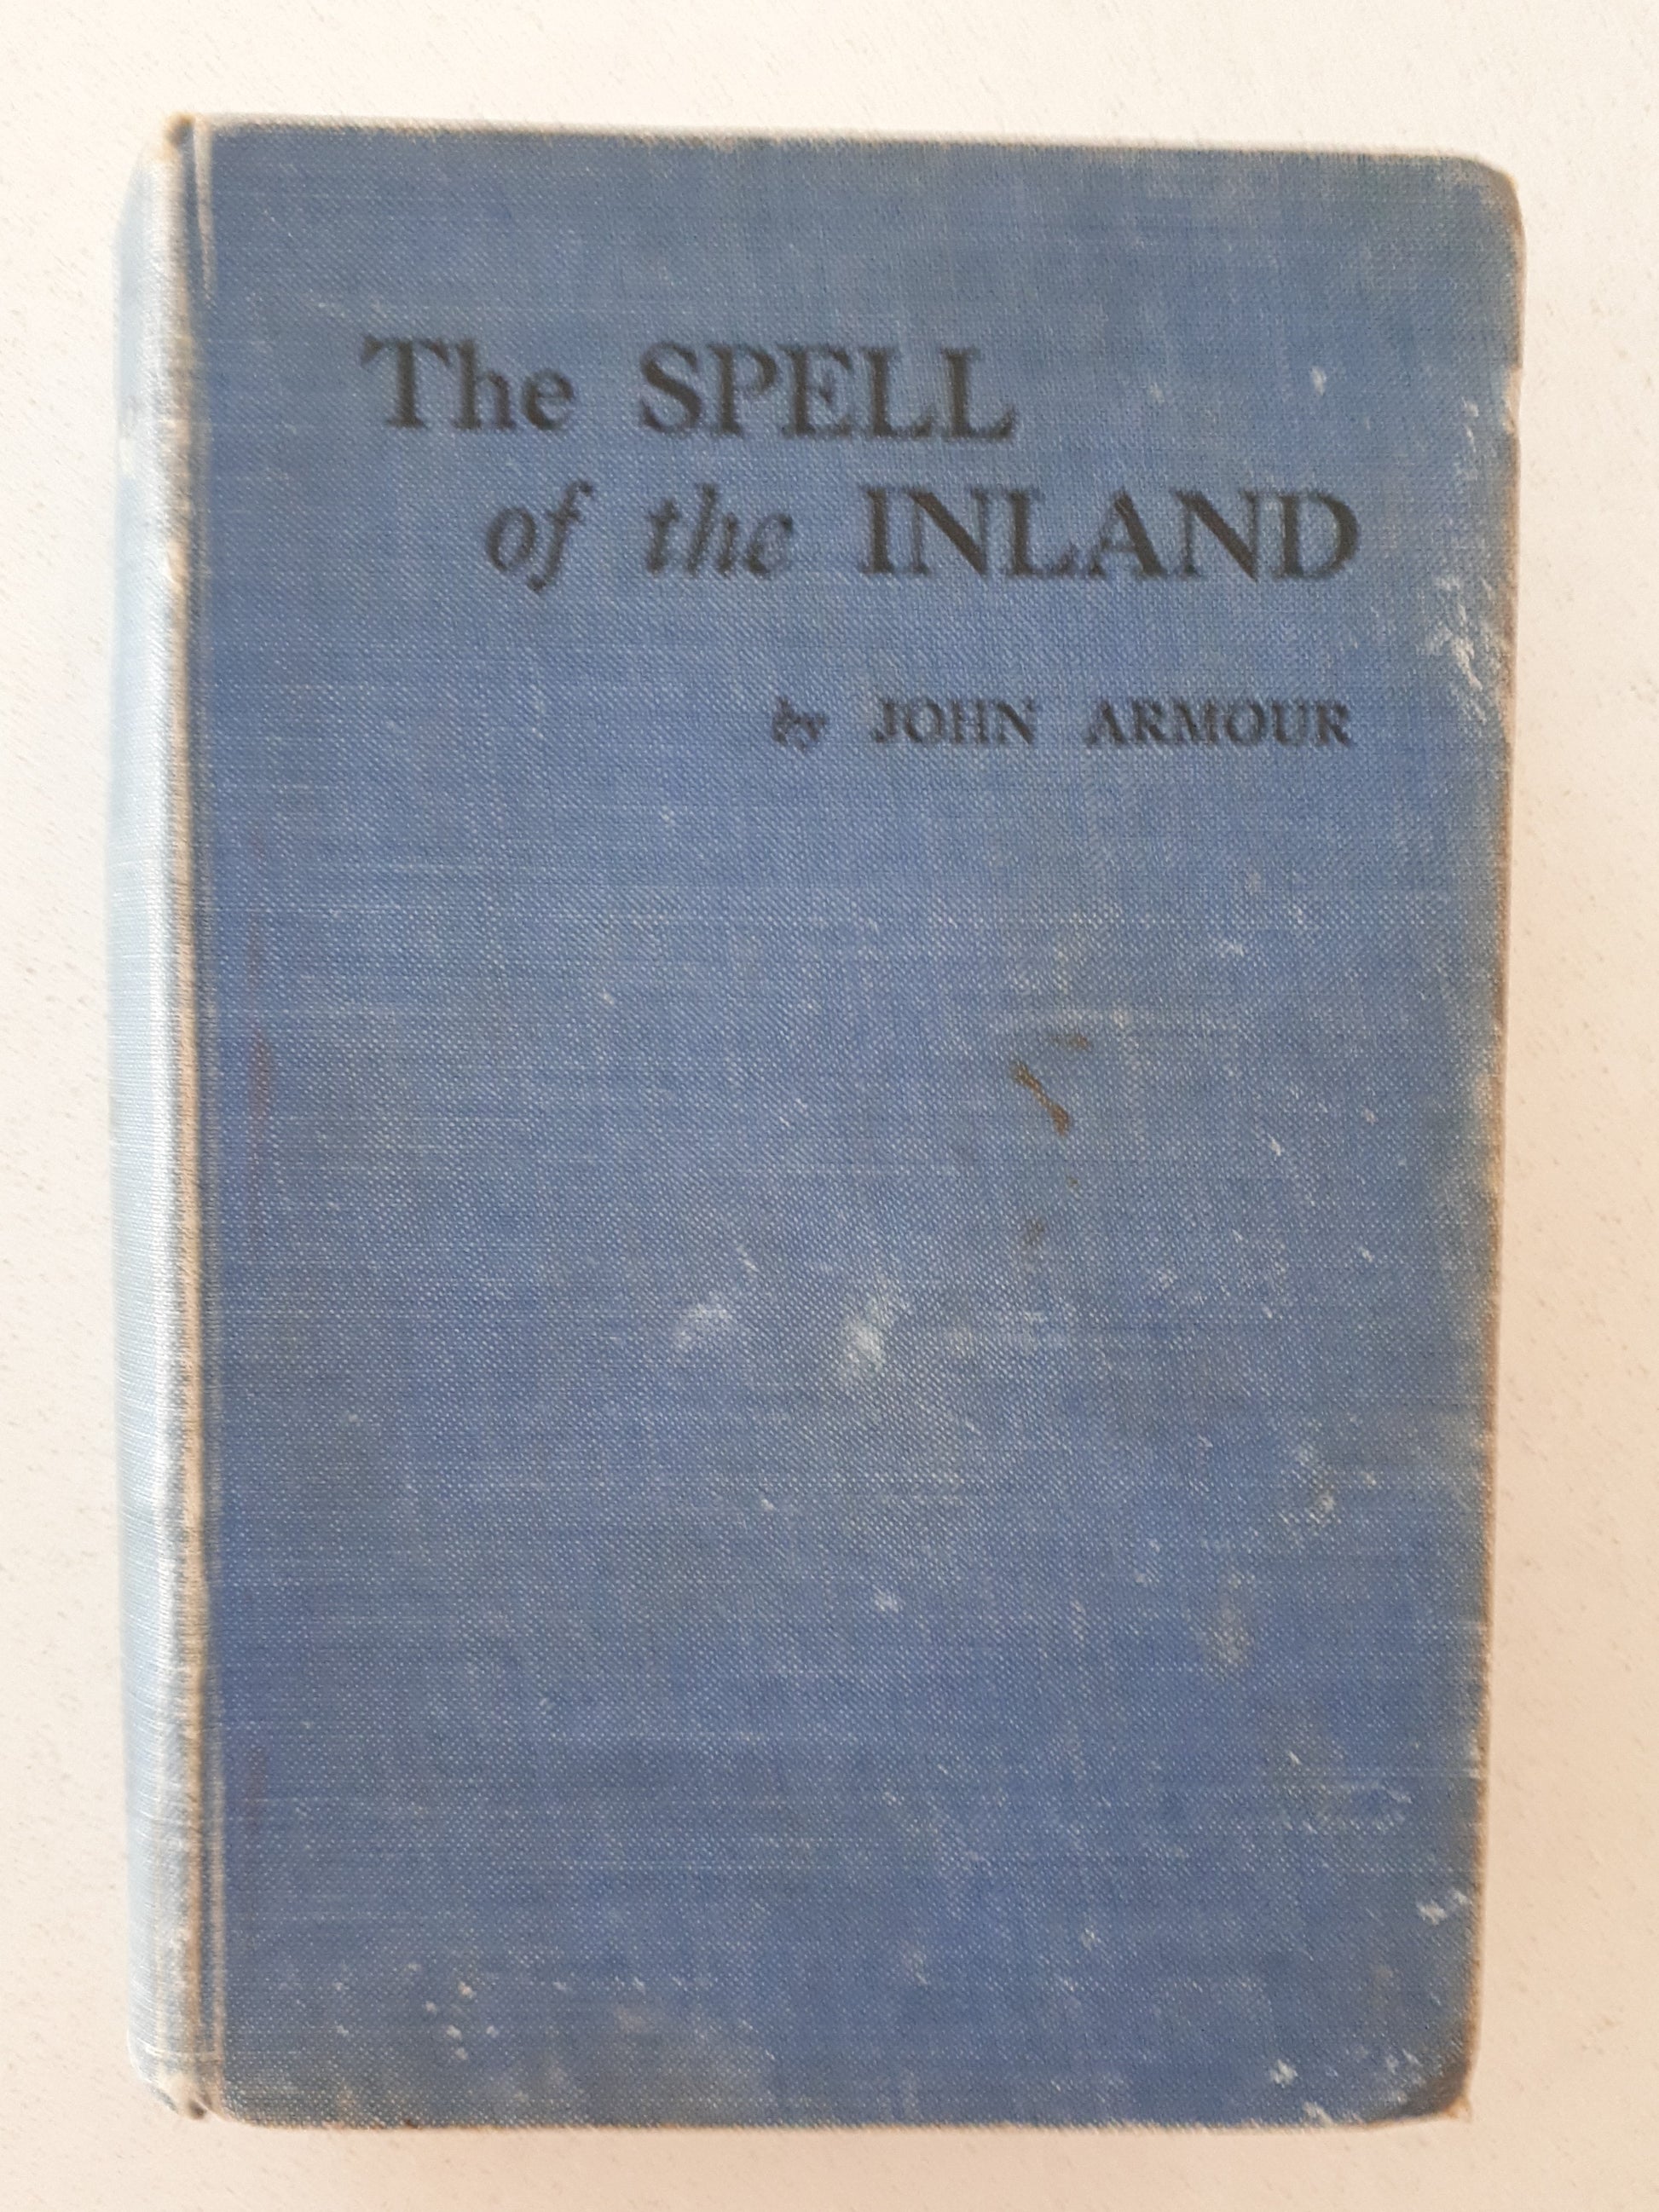 The SPELL
of the INLAND
by JOHN ARMOUR